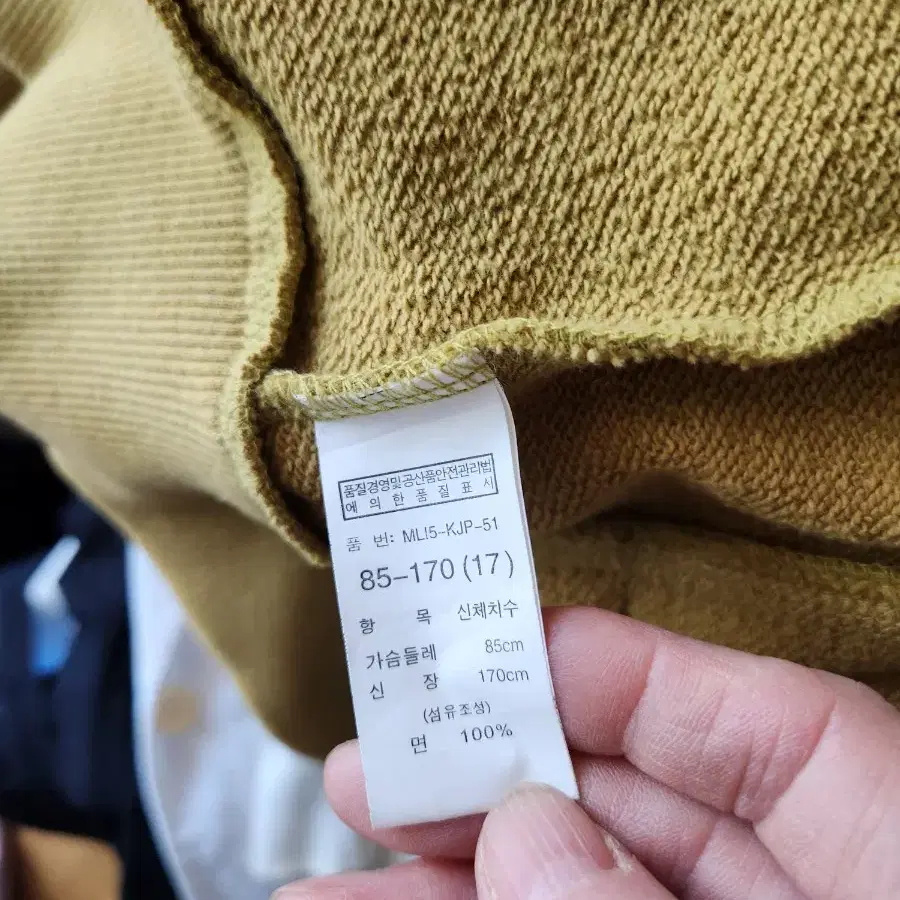 품질경영및공산품안전관리법
에 의 한 품 질 표 시
품 번: ML!5-KJP-51
85-170 (17)
항 목 신체치수
가슴둘레 85cm
신 장 170cm
(섬유조성)
면 100%